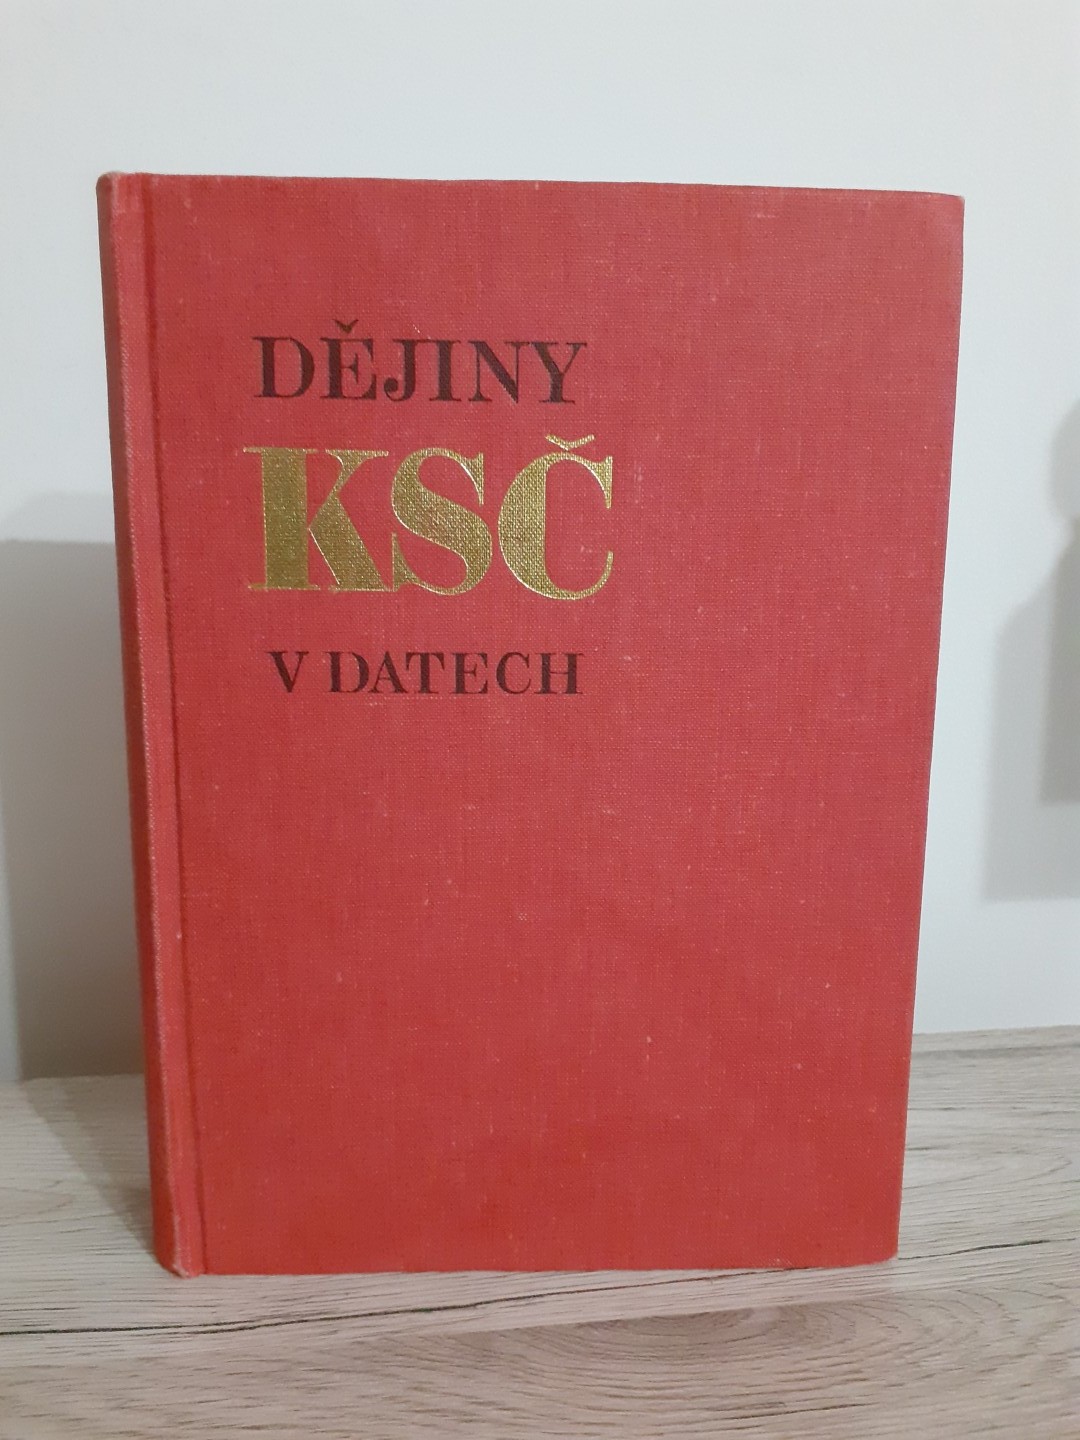 DĚJINY
KSČ
V DATECH